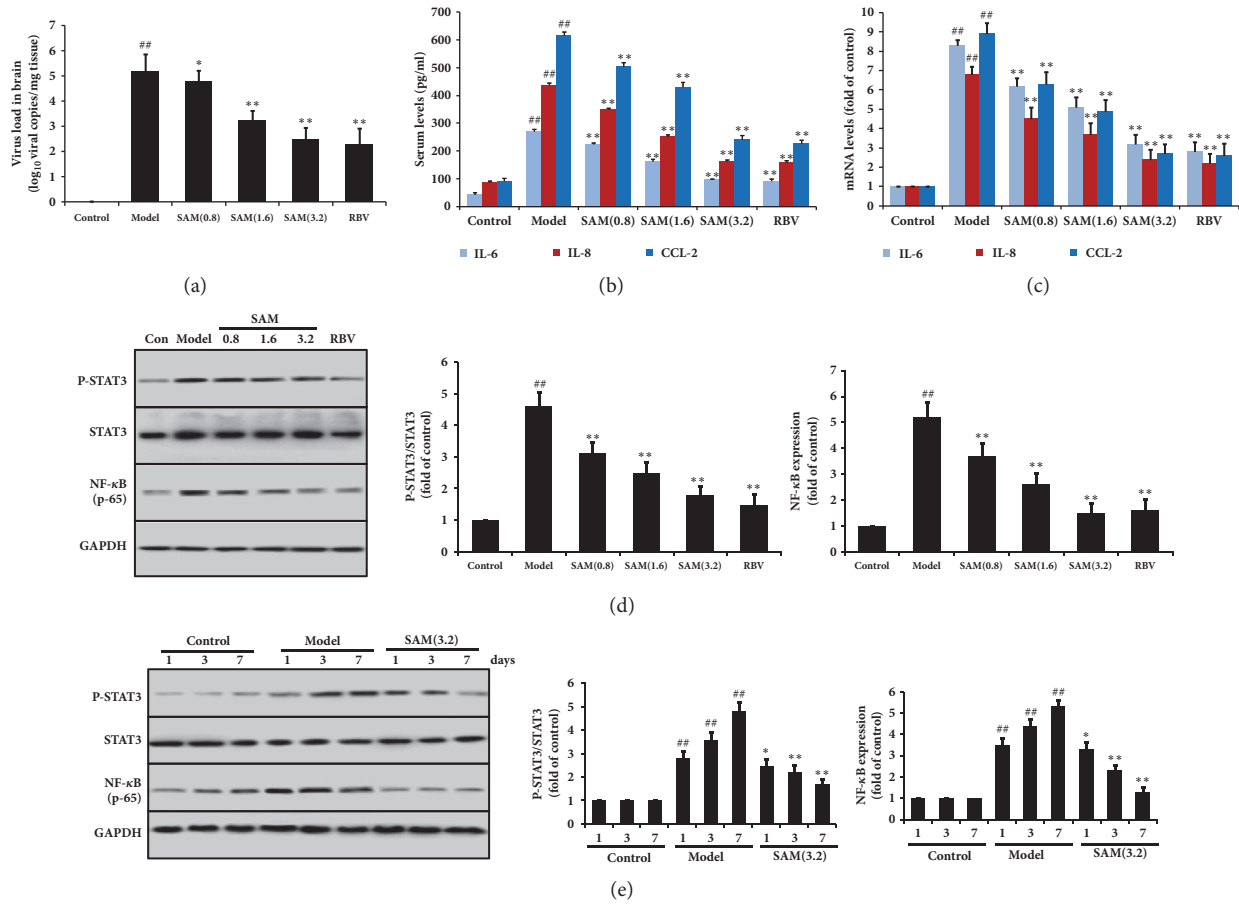 Virus load in brain
(log₁₀ viral copies/mg tissue)
7
6
5
4
3
2
1
0
##
*
**
**
**
Control Model SAM(0.8) SAM(1.6) SAM(3.2) RBV
(a)
Serum levels (pg/ml)
700
600
500
400
300
200
100
0
## ## ##
** **
** **
** ** **
** ** **
Control Model SAM(0.8) SAM(1.6) SAM(3.2) RBV
IL-6 IL-8 CCL-2
(b)
mRNA levels (fold of control)
10
9
8
7
6
5
4
3
2
1
0
## ## ##
** ** **
** ** **
** ** **
** ** **
Control Model SAM(0.8) SAM(1.6) SAM(3.2) RBV
IL-6 IL-8 CCL-2
(c)
SAM
Con Model 0.8 1.6 3.2 RBV
P-STAT3
STAT3
NF-κB
(p-65)
GAPDH
P-STAT3/STAT3
(fold of control)
6
5
4
3
2
1
0
##
**
**
**
**
Control Model SAM(0.8) SAM(1.6) SAM(3.2) RBV
NF-κB expression
(fold of control)
7
6
5
4
3
2
1
0
##
**
**
**
**
Control Model SAM(0.8) SAM(1.6) SAM(3.2) RBV
(d)
Control Model SAM(3.2)
1 3 7 1 3 7 1 3 7 days
P-STAT3
STAT3
NF-κB
(p-65)
GAPDH
P-STAT3/STAT3
(fold of control)
6
5
4
3
2
1
0
## ## ##
* ** **
1 3 7 1 3 7 1 3 7
Control Model SAM(3.2)
NF-κB expression
(fold of control)
6
5
4
3
2
1
0
## ## ##
* ** **
1 3 7 1 3 7 1 3 7
Control Model SAM(3.2)
(e)